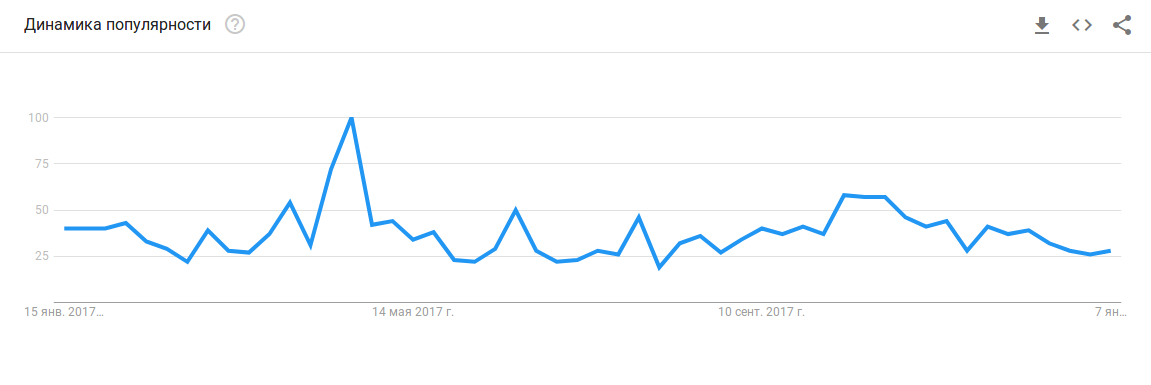 Динамика популярности
100
75
50
25
15 янв. 2017… 14 мая 2017 г. 10 сент. 2017 г. 7 ян…